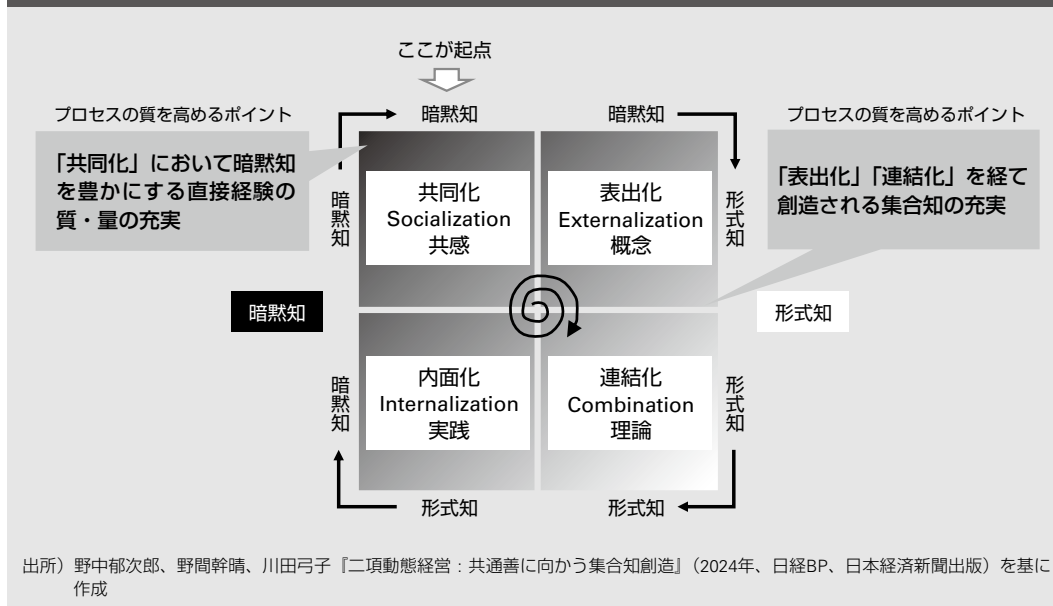 ここが起点
プロセスの質を高めるポイント
暗黙知
暗黙知
プロセスの質を高めるポイント
「共同化」において暗黙知
を豊かにする直接経験の
質・量の充実
暗黙知
共同化
Socialization
共感
表出化
Externalization
概念
形式知
「表出化」「連結化」を経て
創造される集合知の充実
暗黙知
形式知
暗黙知
内面化
Internalization
実践
連結化
Combination
理論
形式知
形式知
形式知
出所）野中郁次郎、野間幹晴、川田弓子『二項動態経営：共通善に向かう集合知創造』（2024年、日経BP、日本経済新聞出版）を基に
作成